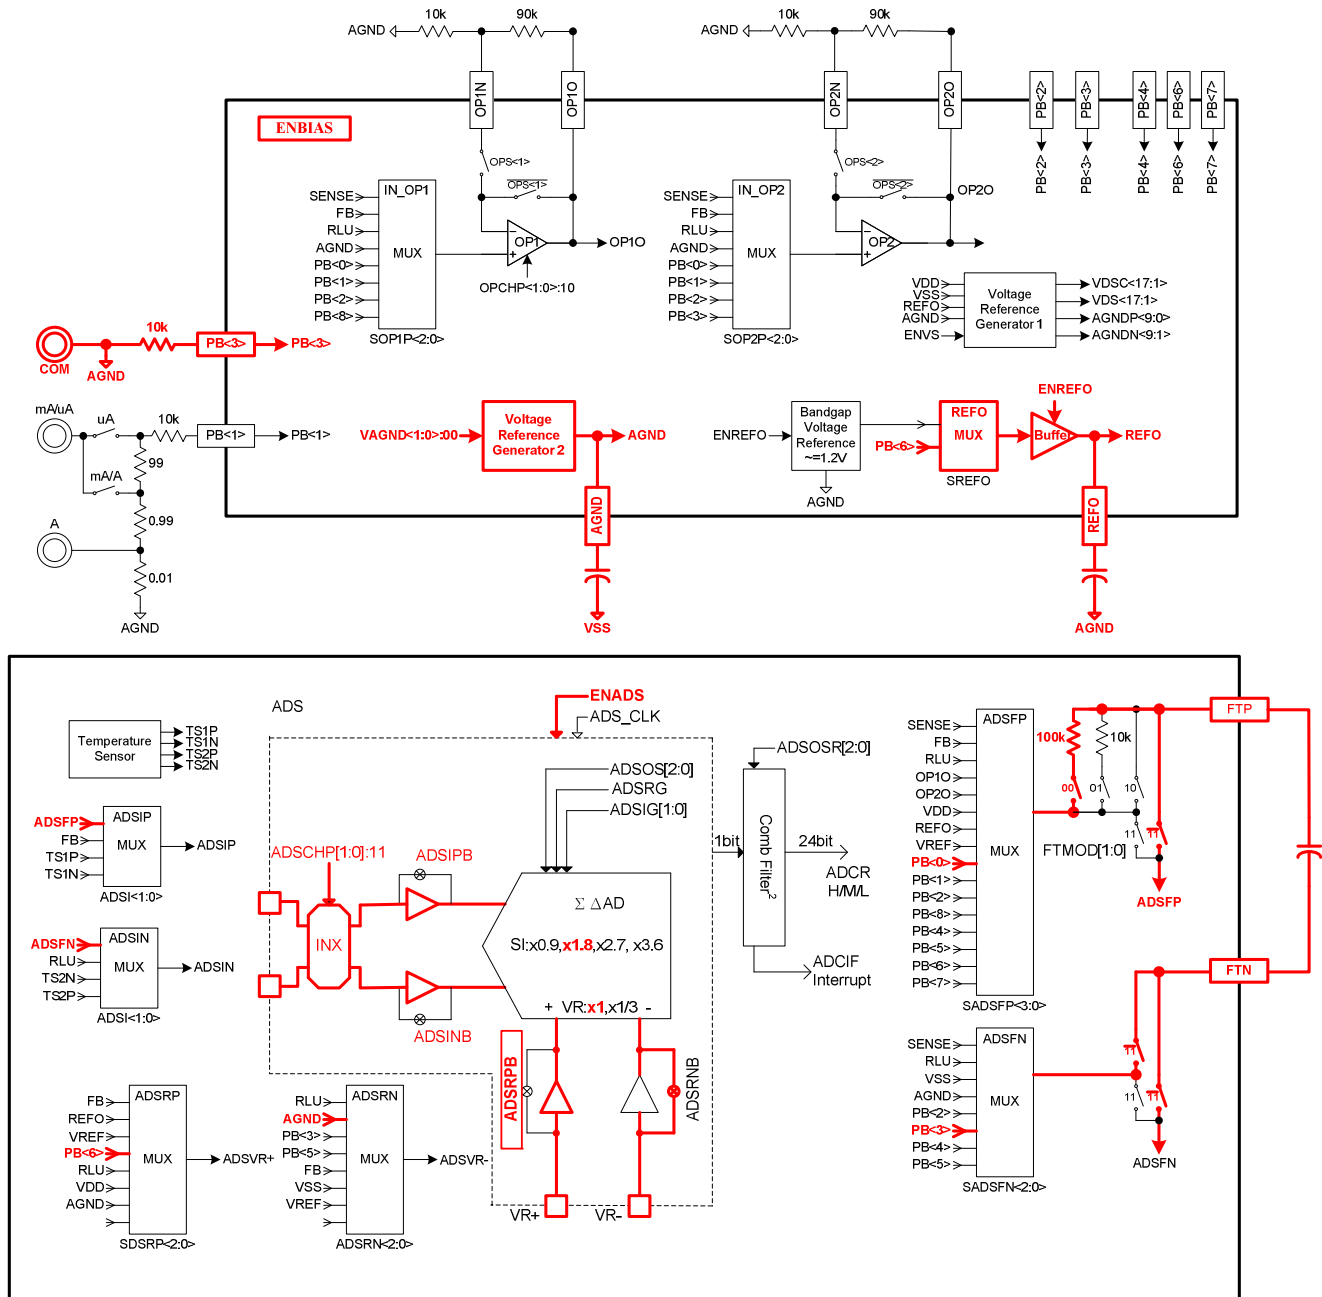 10k 90k
AGND
10k 90k
AGND
OP1N
OP1O
OP2N
OP2O
PB<2>
PB<3>
PB<4>
PB<6>
PB<7>
ENBIAS
OPS<1>
OPS<1>
OPS<2>
OPS<2>
PB<2>
PB<3>
PB<4>
PB<6>
PB<7>
IN_OP1
SENSE
FB
RLU
AGND
PB<0>
PB<1>
PB<2>
PB<8>
MUX
SOP1P<2:0>
OP1
OP1O
OPCHP<1:0>:10
IN_OP2
SENSE
FB
RLU
AGND
PB<0>
PB<1>
PB<2>
PB<3>
MUX
SOP2P<2:0>
OP2
OP2O
VDD
VSS
REFO
AGND
ENVS
Voltage
Reference
Generator 1
VDSC<17:1>
VDS<17:1>
AGNDP<9:0>
AGNDN<9:1>
10k
COM
AGND
PB<3>
PB<3>
mA/uA
uA
10k
PB<1>
PB<1>
99
mA/A
0.99
A
0.01
AGND
VAGND<1:0>:00
Voltage
Reference
Generator 2
AGND
AGND
VSS
ENREFO
Bandgap
Voltage
Reference
~=1.2V
AGND
PB<6>
REFO
MUX
SREFO
ENREFO
Buffer
REFO
REFO
AGND
Temperature
Sensor
TS1P
TS1N
TS2P
TS2N
ADS
ENADS
ADS_CLK
ADSOS[2:0]
ADSRG
ADSIG[1:0]
ADSOSR[2:0]
ADSFP
FB
TS1P
TS1N
ADSIP
MUX
ADSI<1:0>
ADSIP
ADSFN
RLU
TS2N
TS2P
ADSIN
MUX
ADSI<1:0>
ADSIN
ADSCHP[1:0]:11
INX
ADSIPB
ADSINB
Σ ΔAD
SI:x0.9,x1.8,x2.7, x3.6
+ VR:x1,x1/3 -
1bit
Comb Filter2
24bit
ADCR
H/M/L
ADCIF
Interrupt
ADSRPB
ADSRNB
VR+
VR-
FB
REFO
VREF
PB<6>
RLU
VDD
AGND
ADSRP
MUX
SDSRP<2:0>
ADSVR+
RLU
AGND
PB<3>
PB<5>
FB
VSS
VREF
ADSRN
MUX
ADSRN<2:0>
ADSVR-
SENSE
FB
RLU
OP1O
OP2O
VDD
REFO
VREF
PB<0>
PB<1>
PB<2>
PB<8>
PB<4>
PB<5>
PB<6>
PB<7>
ADSFP
MUX
SADSFP<3:0>
100k
10k
00
01
10
11
11
FTMOD[1:0]
ADSFP
FTP
FTN
SENSE
RLU
VSS
AGND
PB<2>
PB<3>
PB<4>
PB<5>
ADSFN
MUX
SADSFN<2:0>
11
11
11
ADSFN